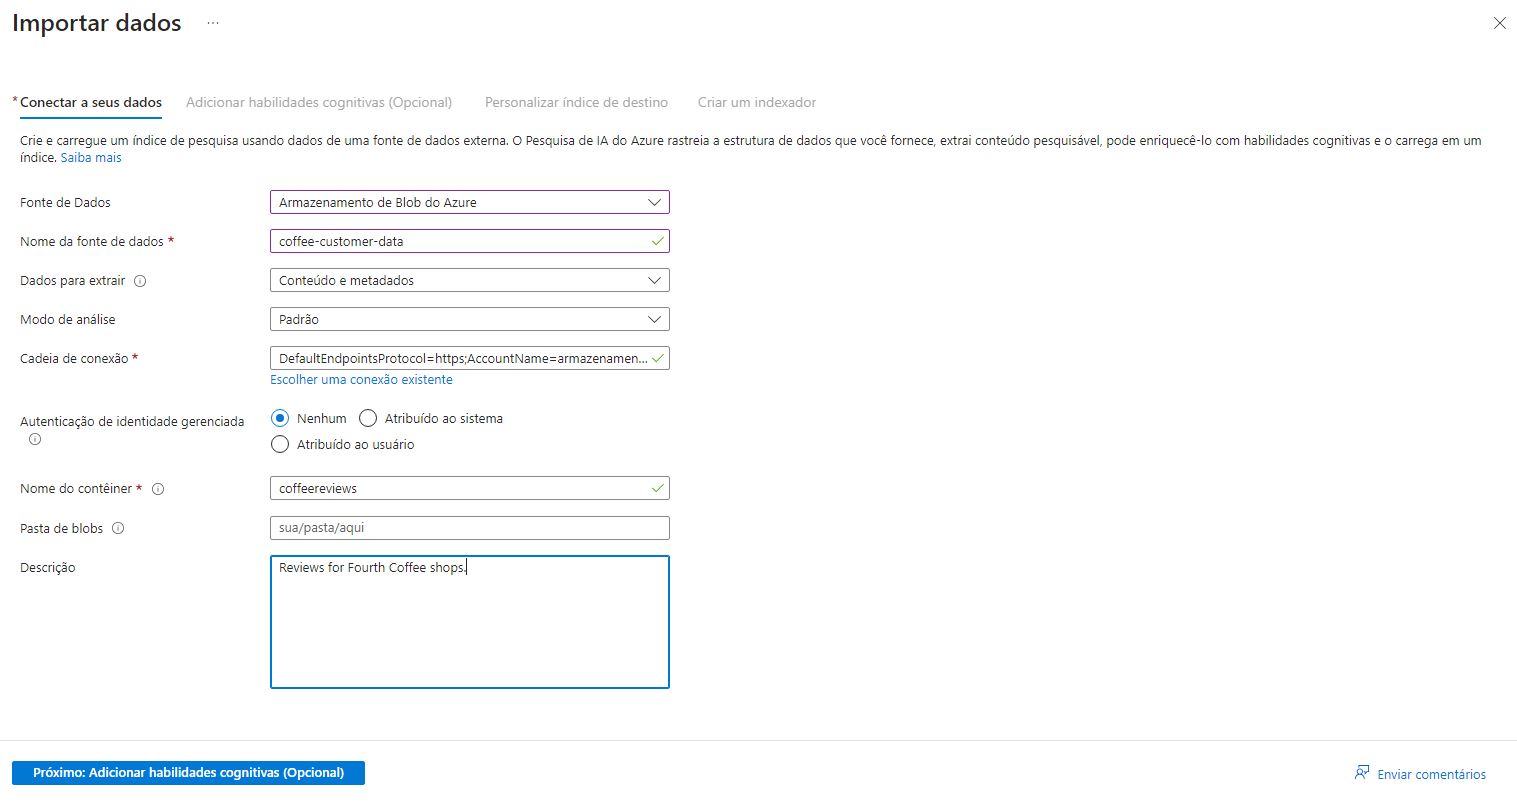 Importar dados ...
* Conectar a seus dados Adicionar habilidades cognitivas (Opcional) Personalizar índice de destino Criar um indexador
Crie e carregue um índice de pesquisa usando dados de uma fonte de dados externa. O Pesquisa de IA do Azure rastreia a estrutura de dados que você fornece, extrai conteúdo pesquisável, pode enriquecê-lo com habilidades cognitivas e o carrega em um
índice. Saiba mais
Fonte de Dados Armazenamento de Blob do Azure
Nome da fonte de dados * coffee-customer-data
Dados para extrair Conteúdo e metadados
Modo de análise Padrão
Cadeia de conexão * DefaultEndpointsProtocol=https;AccountName=armazenamen...
Escolher uma conexão existente
Autenticação de identidade gerenciada Nenhum Atribuído ao sistema
Atribuído ao usuário
Nome do contêiner * coffeereviews
Pasta de blobs sua/pasta/aqui
Descrição Reviews for Fourth Coffee shops.
Próximo: Adicionar habilidades cognitivas (Opcional) Enviar comentários